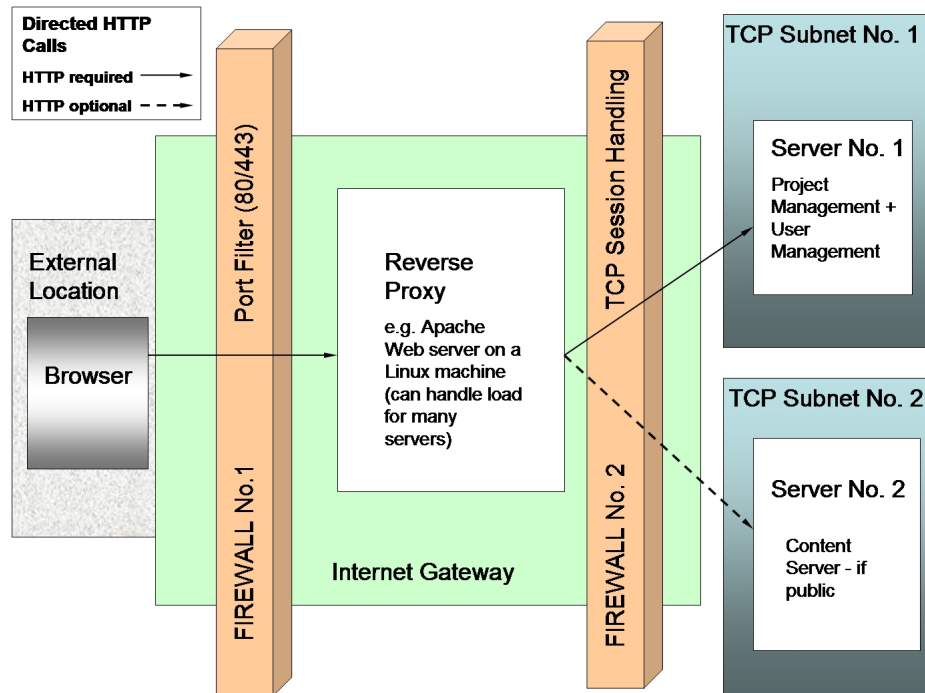 Directed HTTP
Calls
HTTP required
HTTP optional
External
Location
Browser
Port Filter (80/443)
FIREWALL No.1
Reverse
Proxy
e.g. Apache
Web server on a
Linux machine
(can handle load
for many
servers)
Internet Gateway
TCP Session Handling
FIREWALL No. 2
TCP Subnet No. 1
Server No. 1
Project
Management +
User
Management
TCP Subnet No. 2
Server No. 2
Content
Server - if
public